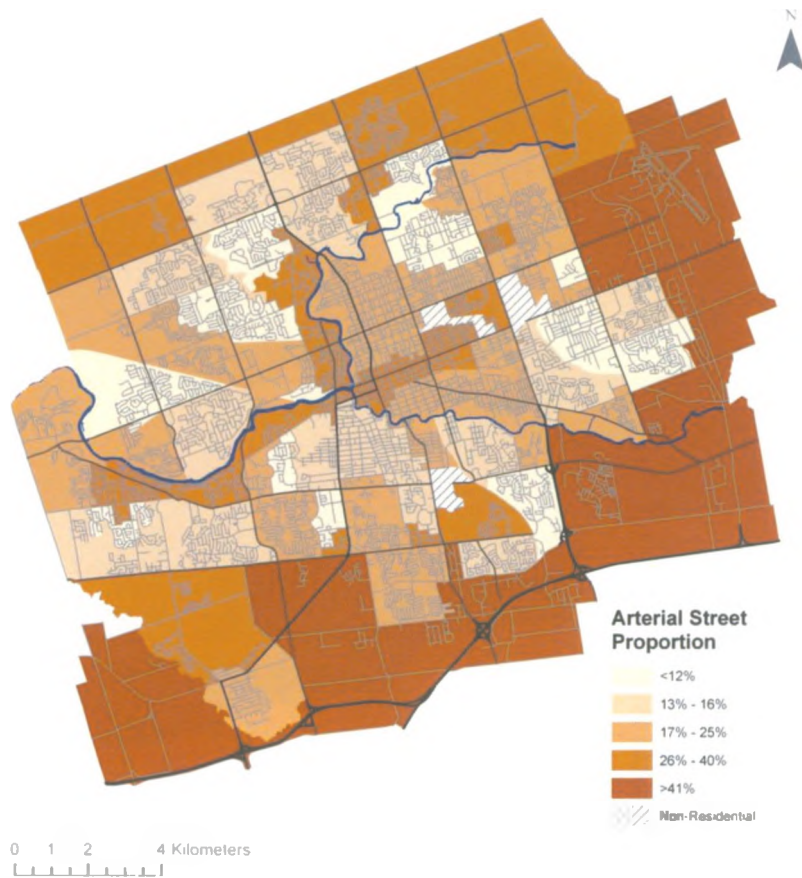 N
Arterial Street
Proportion
<12%
13% - 16%
17% - 25%
26% - 40%
>41%
Non-Residential
0 1 2 4 Kilometers